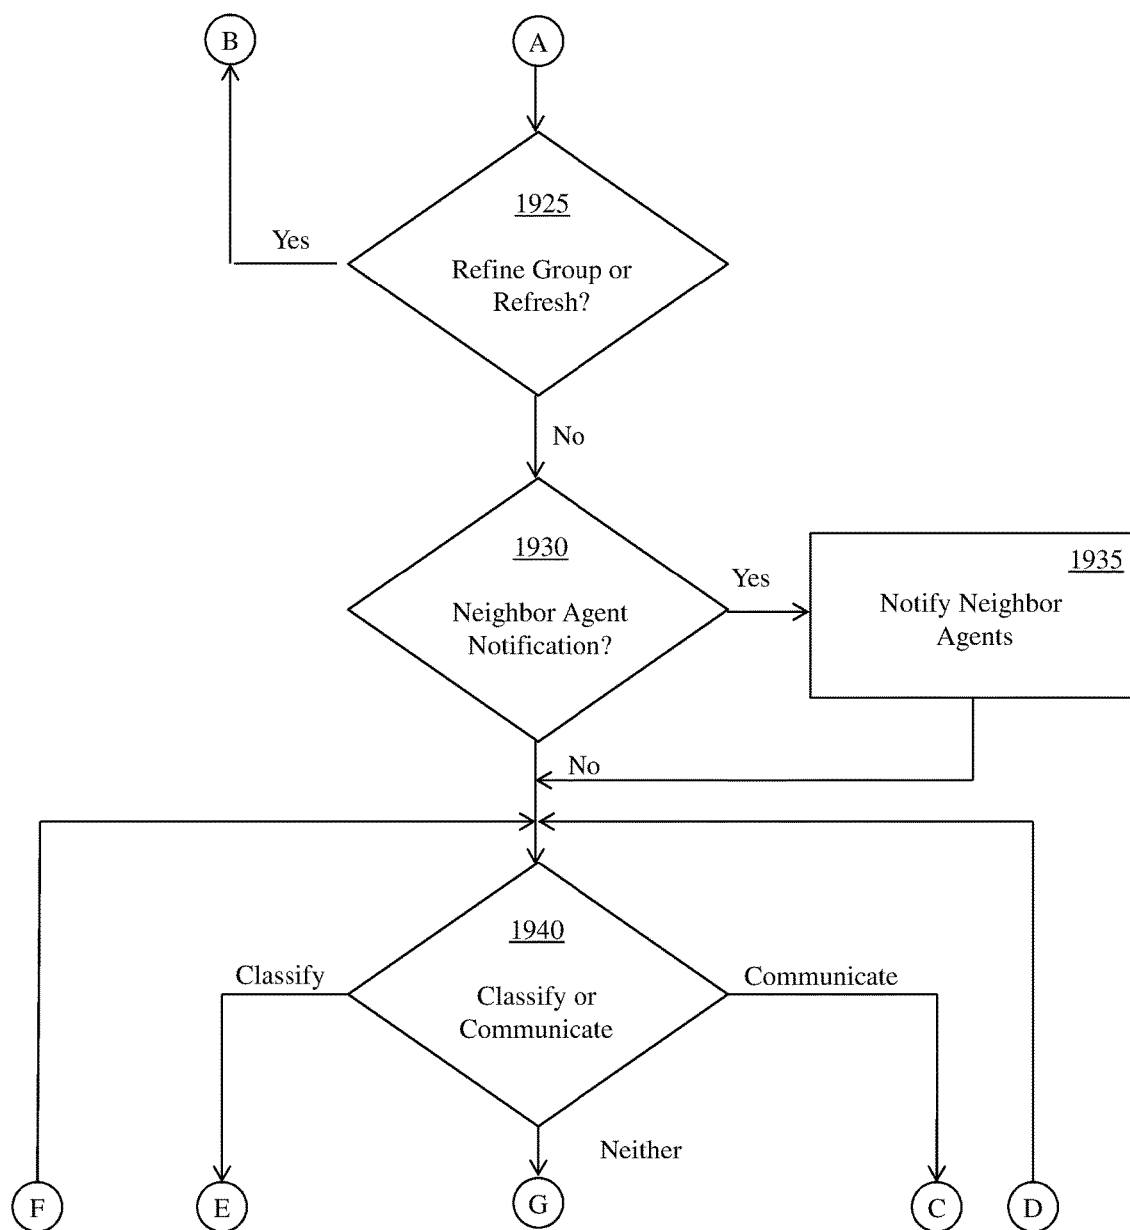 B
A
1925
Yes
Refine Group or
Refresh?
No
1930
Neighbor Agent
Notification?
Yes
1935
Notify Neighbor
Agents
No
1940
Classify
Communicate
Classify or
Communicate
Neither
F
E
G
C
D